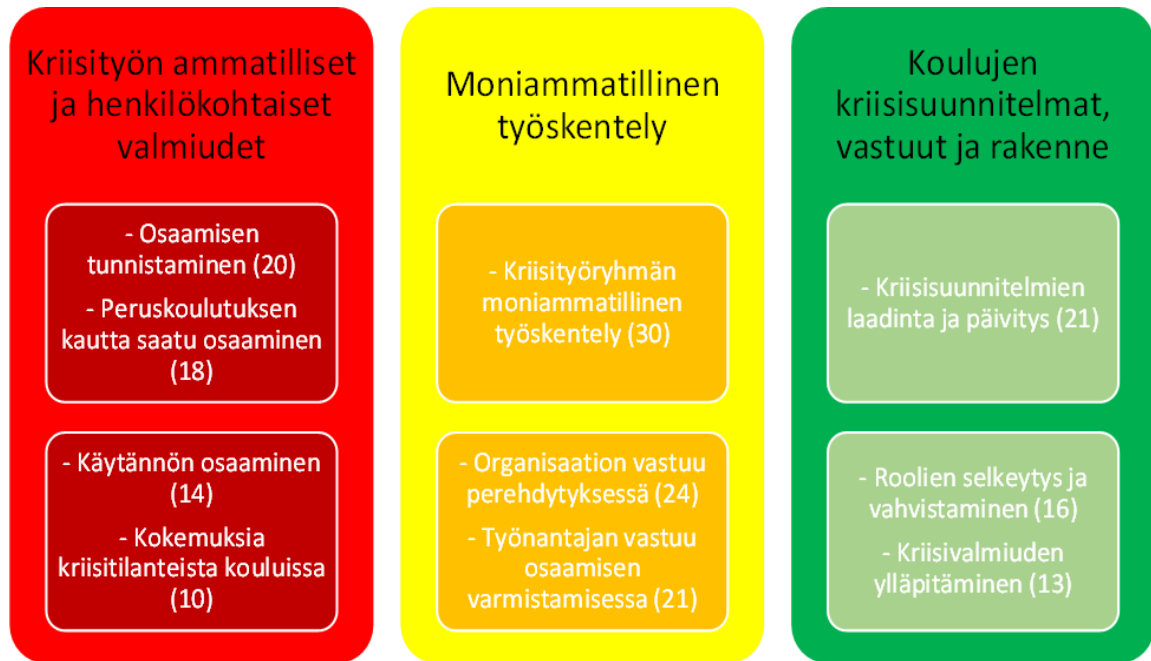 Kriisityön ammatilliset
ja henkilökohtaiset
valmiudet
- Osaamisen
tunnistaminen (20)
- Peruskoulutuksen
kautta saatu osaaminen
(18)
- Käytännön osaaminen
(14)
- Kokemuksia
kriisitilanteista kouluissa
(10)
Moniammatillinen
työskentely
- Kriisityöryhmän
moniammatillinen
työskentely (30)
- Organisaation vastuu
perehdytyksessä (24)
- Työnantajan vastuu
osaamisen
varmistamisessa (21)
Koulujen
kriisisuunnitelmat,
vastuut ja rakenne
- Kriisisuunnitelmien
laadinta ja päivitys (21)
- Roolien selkeytys ja
vahvistaminen (16)
- Kriisivalmiuden
ylläpitäminen (13)